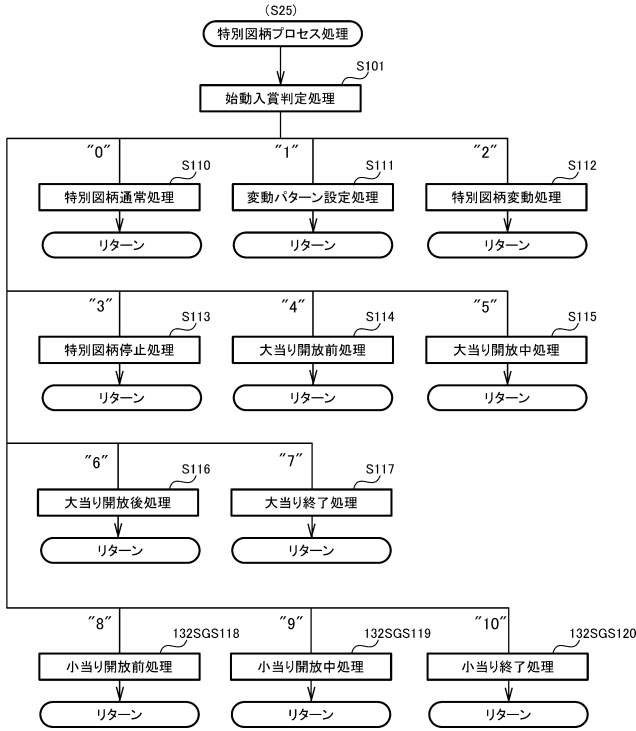 (S25)
特別図柄プロセス処理
S101
始動入賞判定処理
"0"
"1"
"2"
S110
S111
S112
特別図柄通常処理
変動パターン設定処理
特別図柄変動処理
リターン
リターン
リターン
"3"
"4"
"5"
S113
S114
S115
特別図柄停止処理
大当り開放前処理
大当り開放中処理
リターン
リターン
リターン
"6"
"7"
S116
S117
大当り開放後処理
大当り終了処理
リターン
リターン
"8"
"9"
"10"
132SGS118
132SGS119
132SGS120
小当り開放前処理
小当り開放中処理
小当り終了処理
リターン
リターン
リターン